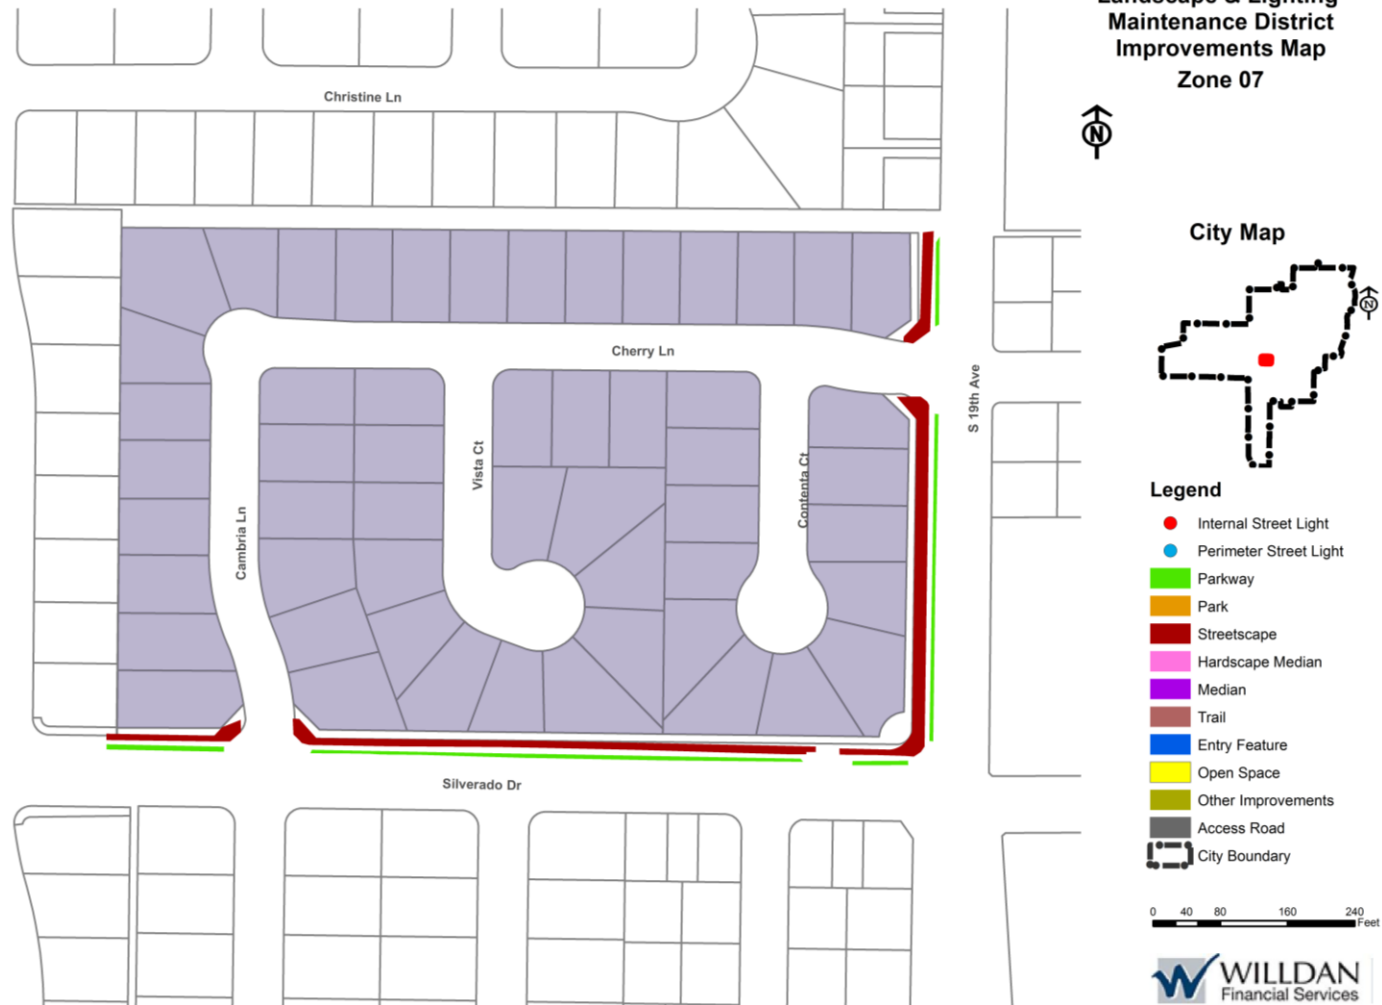 Landscape & Lighting
Maintenance District
Improvements Map
Zone 07
N
Christine Ln
City Map
N
Cherry Ln
S 19th Ave
Vista Ct
Contenta Ct
Cambria Ln
Legend
Internal Street Light
Perimeter Street Light
Parkway
Park
Streetscape
Hardscape Median
Median
Trail
Entry Feature
Open Space
Other Improvements
Access Road
City Boundary
Silverado Dr
0 40 80 160 240
Feet
WILLDAN
Financial Services